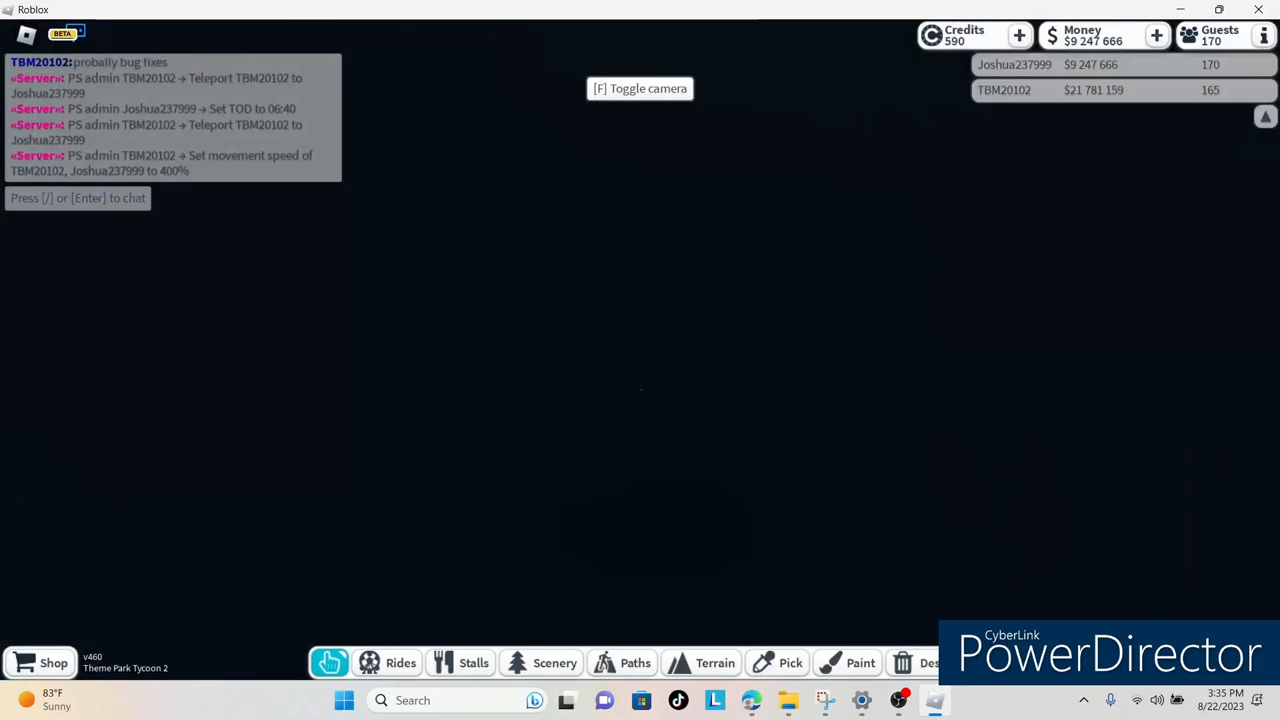 Roblox
BETA
TBM20102: probally bug fixes
«Server»: PS admin TBM20102 → Teleport TBM20102 to
Joshua237999
«Server»: PS admin Joshua237999 → Set TOD to 06:40
«Server»: PS admin TBM20102 → Teleport TBM20102 to
Joshua237999
«Server»: PS admin TBM20102 → Set movement speed of
TBM20102, Joshua237999 to 400%
Press [/] or [Enter] to chat
[F] Toggle camera
Credits
590
Money
$9 247 666
Guests
170
Joshua237999 $9 247 666 170
TBM20102 $21 781 159 165
Shop
v460
Theme Park Tycoon 2
Rides
Stalls
Scenery
Paths
Terrain
Pick
Paint
Des
CyberLink
PowerDirector
83°F
Sunny
Search
3:35 PM
8/22/2023